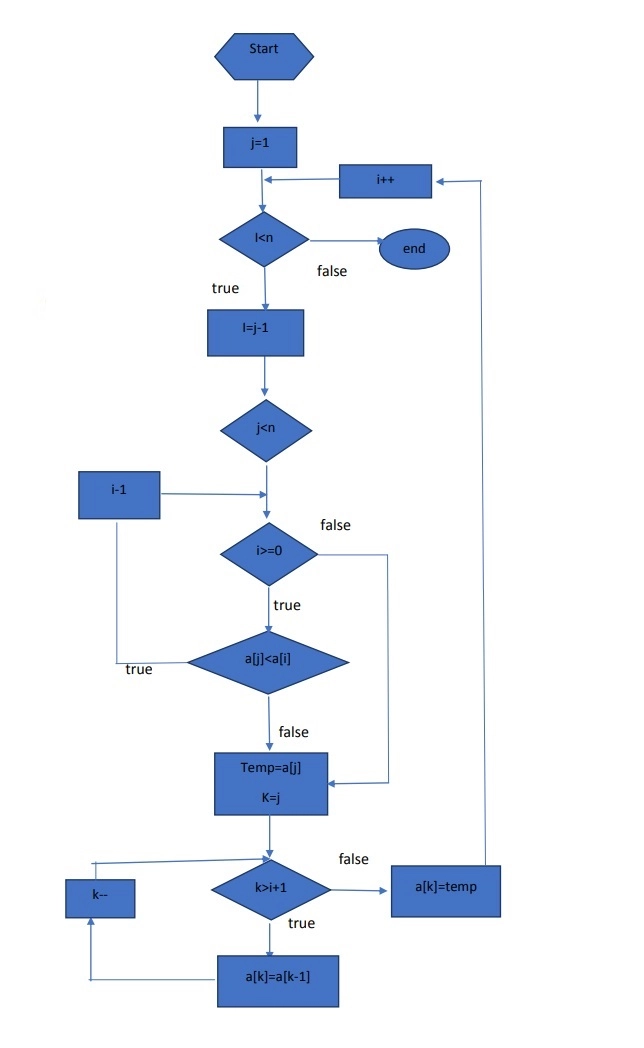 Start
j=1
i++
I<n
end
false
true
I=j-1
j<n
i-1
false
i>=0
true
a[j]<a[i]
true
false
Temp=a[j]
K=j
false
k>i+1
a[k]=temp
k--
true
a[k]=a[k-1]